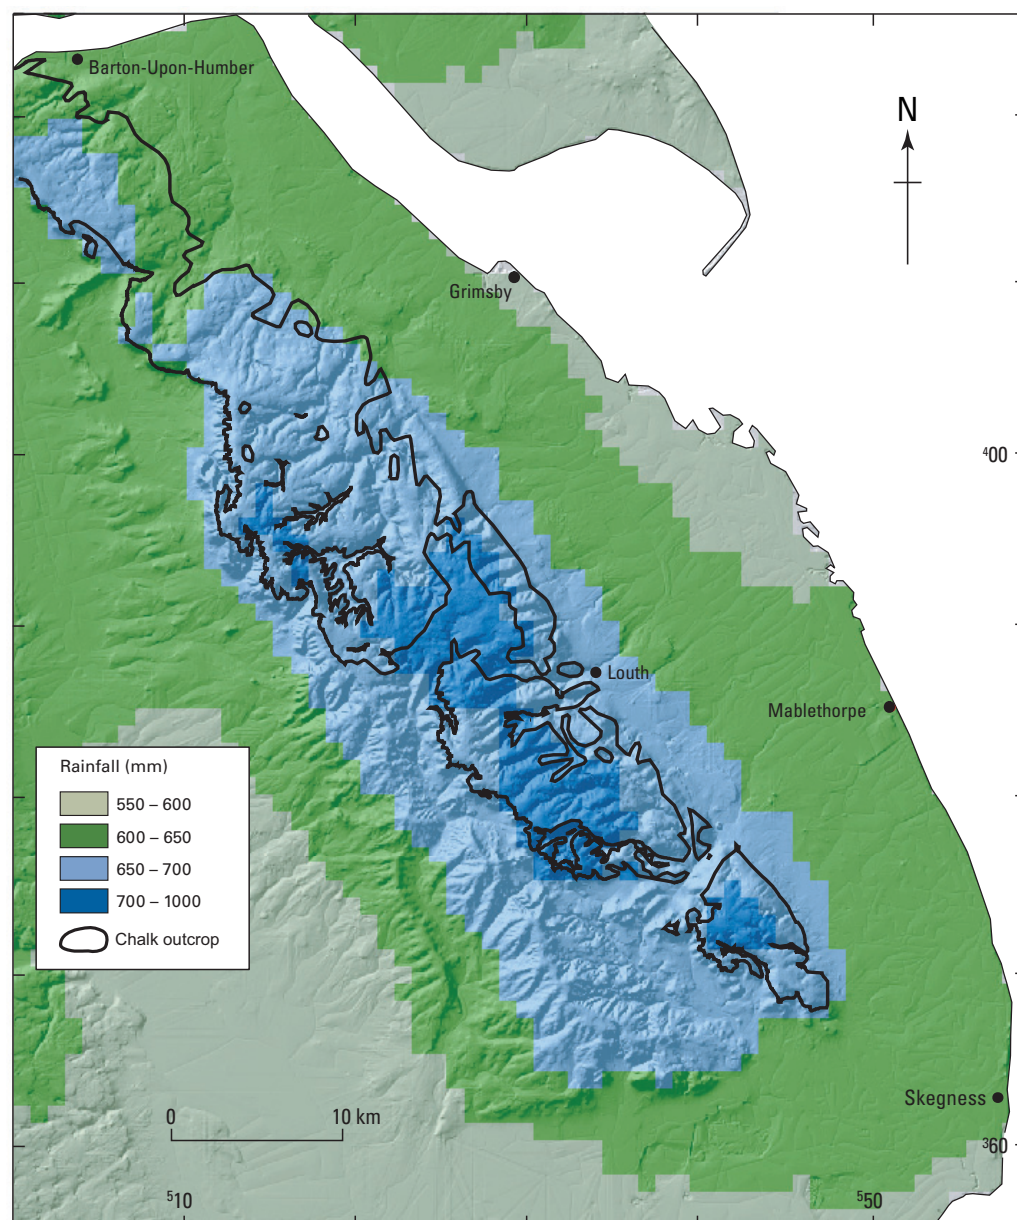 Barton-Upon-Humber
N
Grimsby
⁴00
Louth
Mablethorpe
Rainfall (mm)
550 – 600
600 – 650
650 – 700
700 – 1000
Chalk outcrop
Skegness
0 10 km
³60
⁵10
⁵50